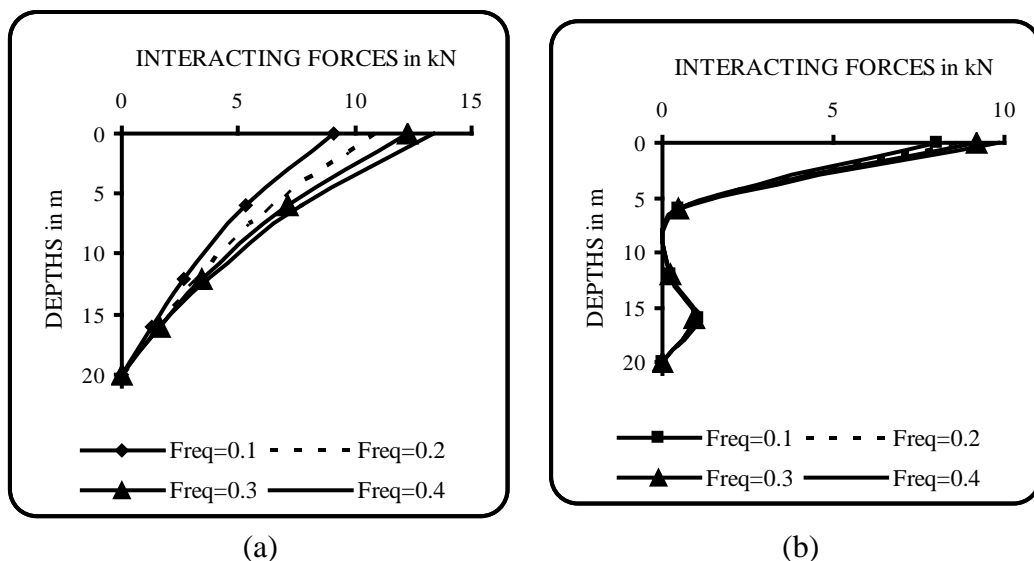 INTERACTING FORCES in kN
0 5 10 15
0
5
10
15
20
DEPTHS in m
Freq=0.1 Freq=0.2
Freq=0.3 Freq=0.4
(a)
INTERACTING FORCES in kN
0 5 10
0
5
10
15
20
DEPTHS in m
Freq=0.1 Freq=0.2
Freq=0.3 Freq=0.4
(b)